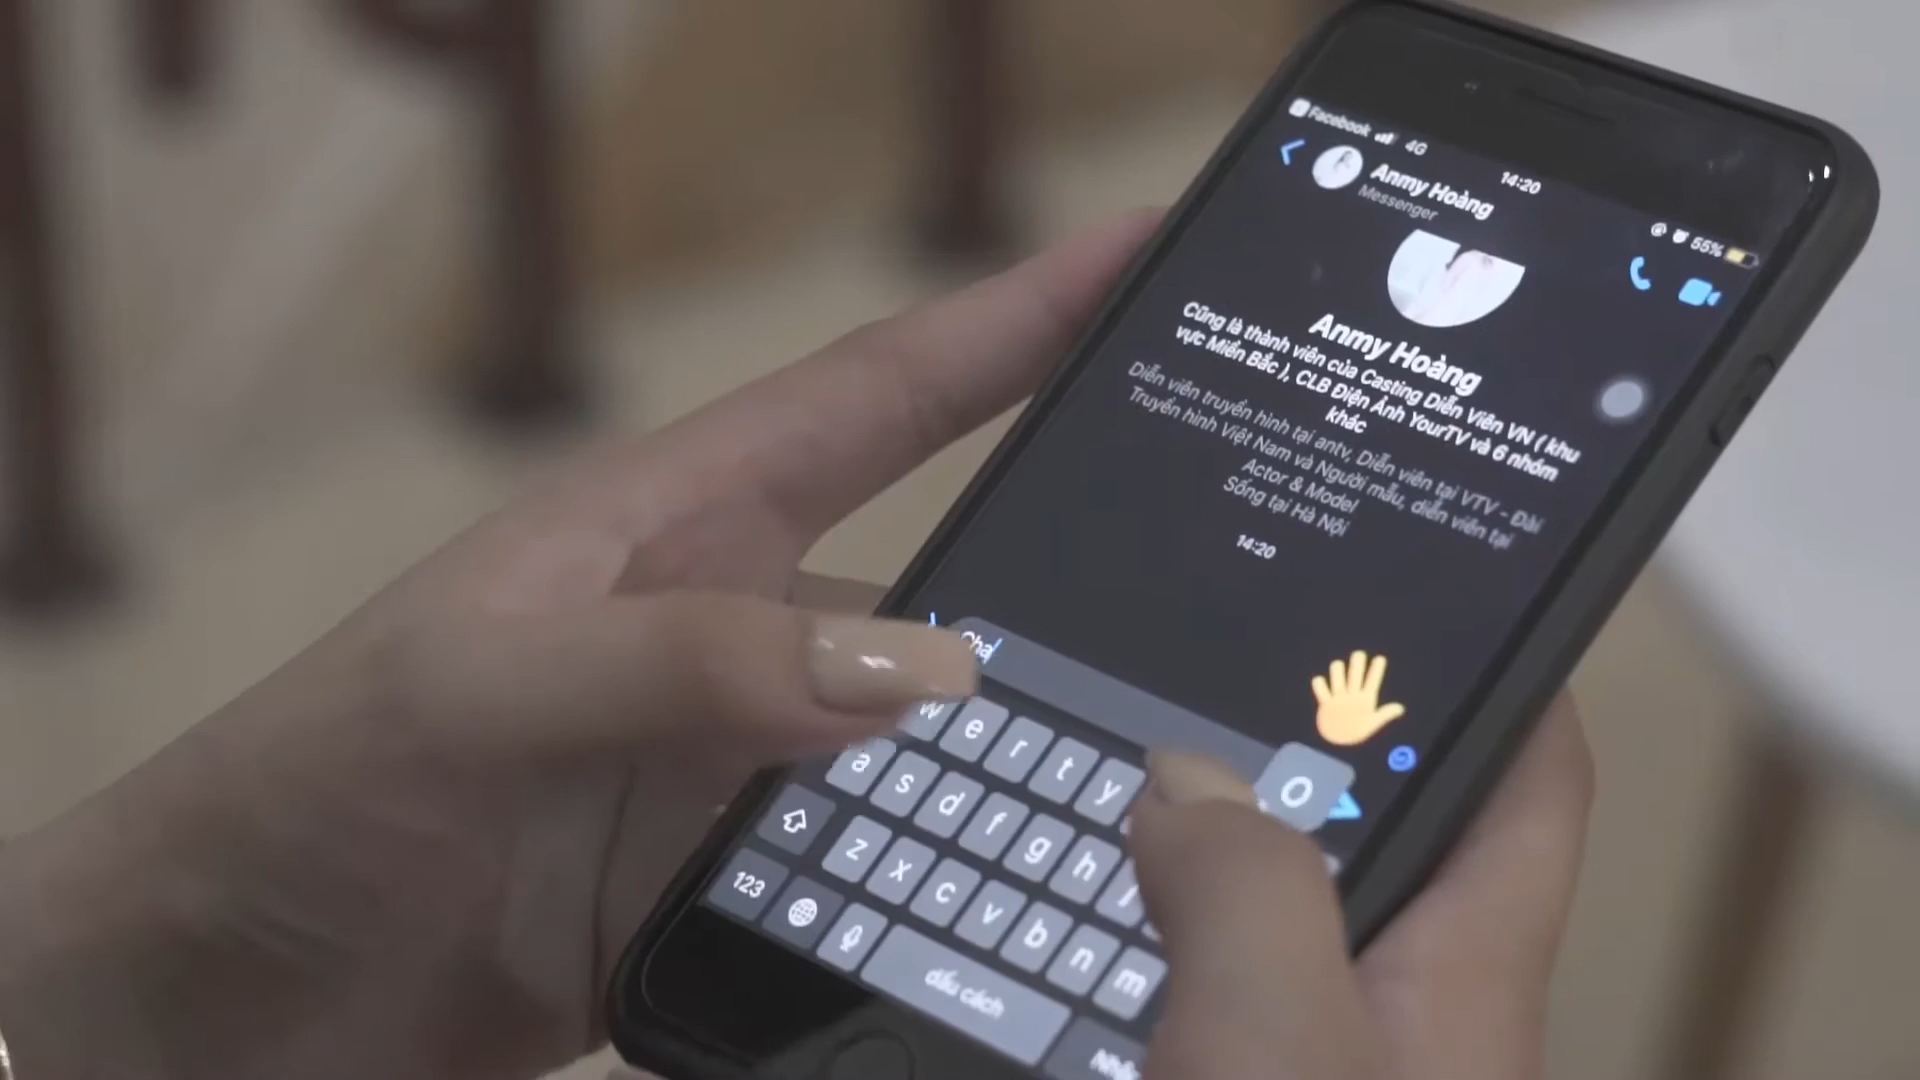 Facebook 4G 14:20 55%
Anmy Hoàng
Messenger
Anmy Hoàng
Cũng là thành viên của Casting Diễn Viên VN ( khu
vực Miền Bắc ), CLB Điện Ảnh YourTV và 6 nhóm
khác
Diễn viên truyền hình tại antv, Diễn viên tại VTV - Đài
Truyền hình Việt Nam và Người mẫu, diễn viên tại
Actor & Model
Sống tại Hà Nội
14:20
Cha
w e r t y o
a s d f g h j
z x c v b n m
123 dấu cách